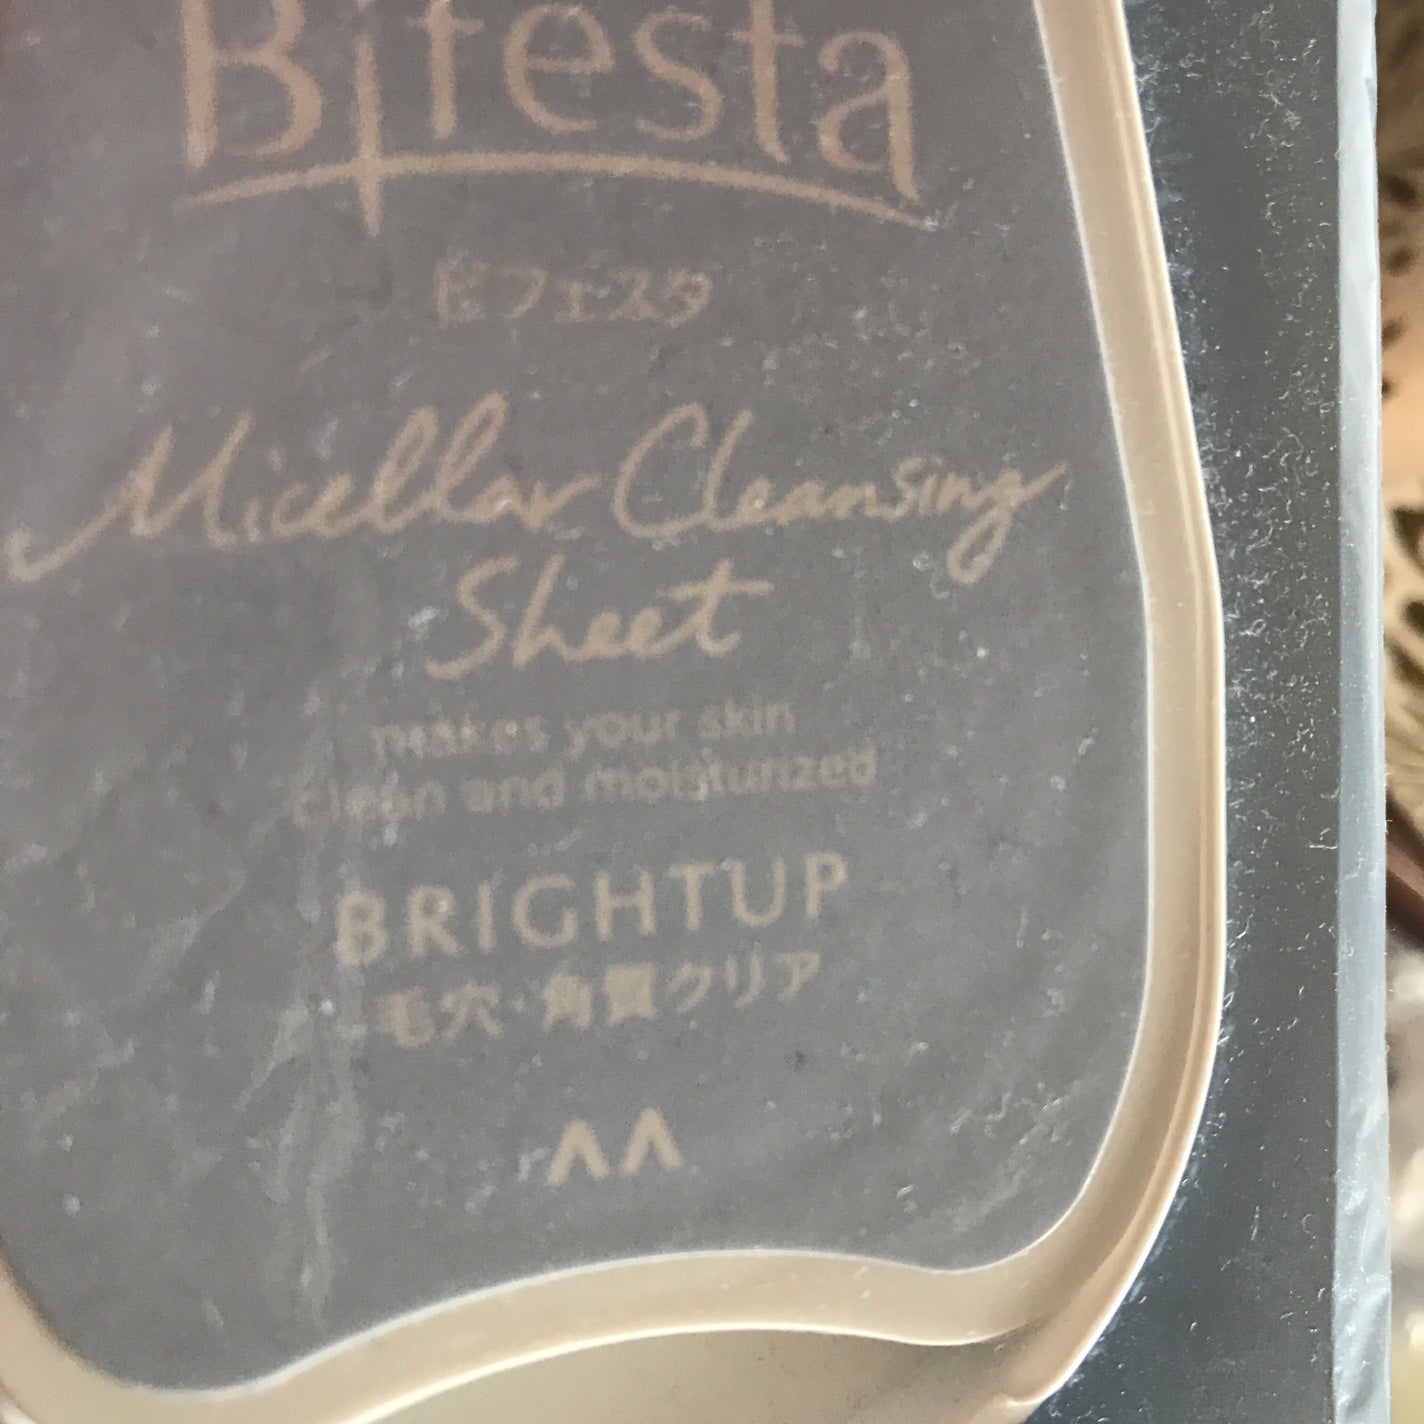 Bifesta
ビフェスタ
Micellar Cleansing
Sheet
makes your skin
clean and moisturized
BRIGHTUP
毛穴・角質クリア